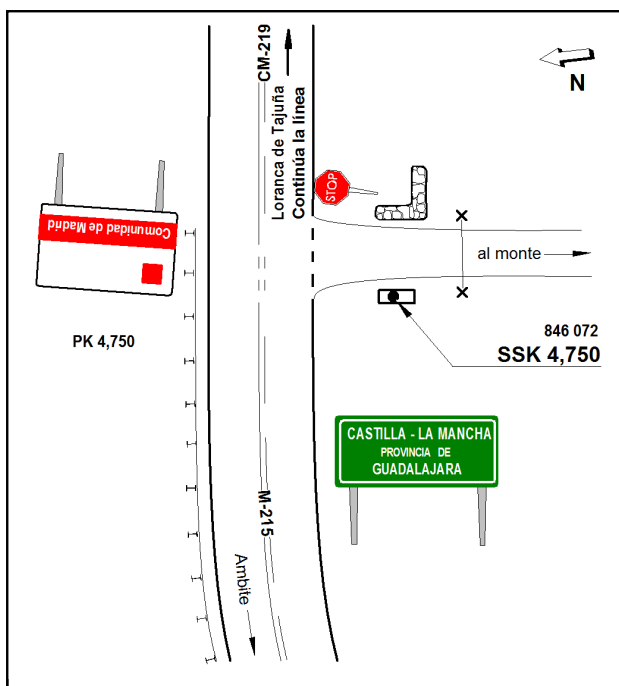 CM-219
Loranca de Tajuña
Continúa la línea
N
STOP
Comunidad de Madrid
al monte
PK 4,750
846 072
SSK 4,750
CASTILLA - LA MANCHA
PROVINCIA DE
GUADALAJARA
M-215
Ambite